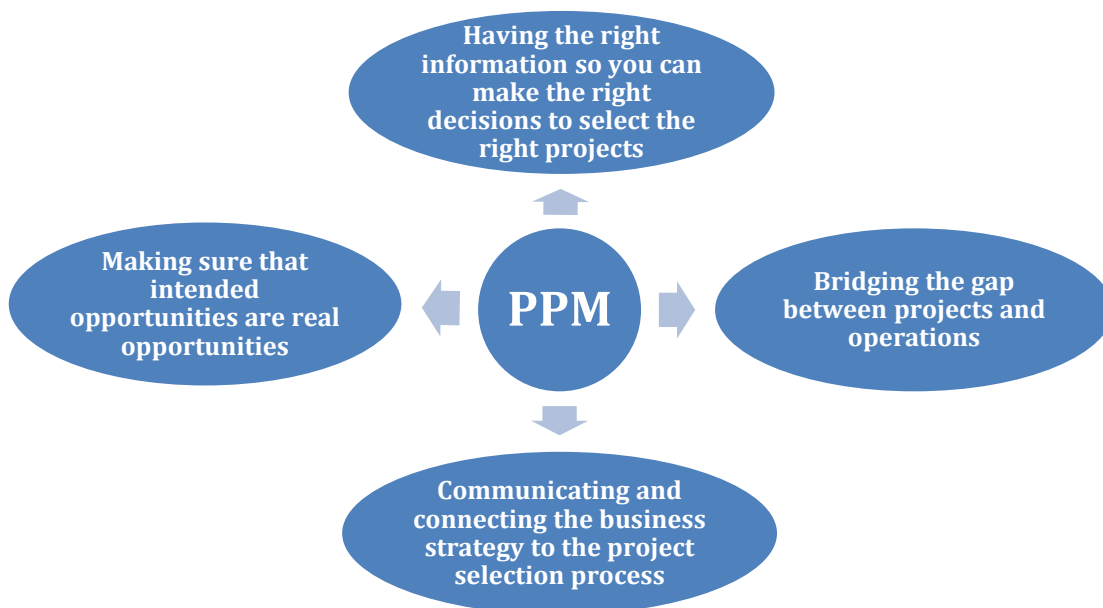 Having the right
information so you can
make the right
decisions to select the
right projects
Making sure that
intended
opportunities are real
opportunities
PPM
Bridging the gap
between projects and
operations
Communicating and
connecting the business
strategy to the project
selection process